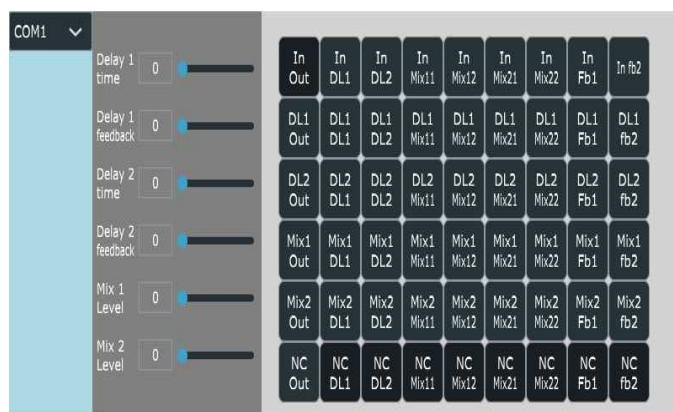 COM1
Delay 1
time
0
Delay 1
feedback
0
Delay 2
time
0
Delay 2
feedback
0
Mix 1
Level
0
Mix 2
Level
0
In In In In In In In In In fb2
Out DL1 DL2 Mix11 Mix12 Mix21 Mix22 Fb1
DL1 DL1 DL1 DL1 DL1 DL1 DL1 DL1 DL1
Out DL1 DL2 Mix11 Mix12 Mix21 Mix22 Fb1 fb2
DL2 DL2 DL2 DL2 DL2 DL2 DL2 DL2 DL2
Out DL1 DL2 Mix11 Mix12 Mix21 Mix22 Fb1 fb2
Mix1 Mix1 Mix1 Mix1 Mix1 Mix1 Mix1 Mix1 Mix1
Out DL1 DL2 Mix11 Mix12 Mix21 Mix22 Fb1 fb2
Mix2 Mix2 Mix2 Mix2 Mix2 Mix2 Mix2 Mix2 Mix2
Out DL1 DL2 Mix11 Mix12 Mix21 Mix22 Fb1 fb2
NC NC NC NC NC NC NC NC NC
Out DL1 DL2 Mix11 Mix12 Mix21 Mix22 Fb1 fb2